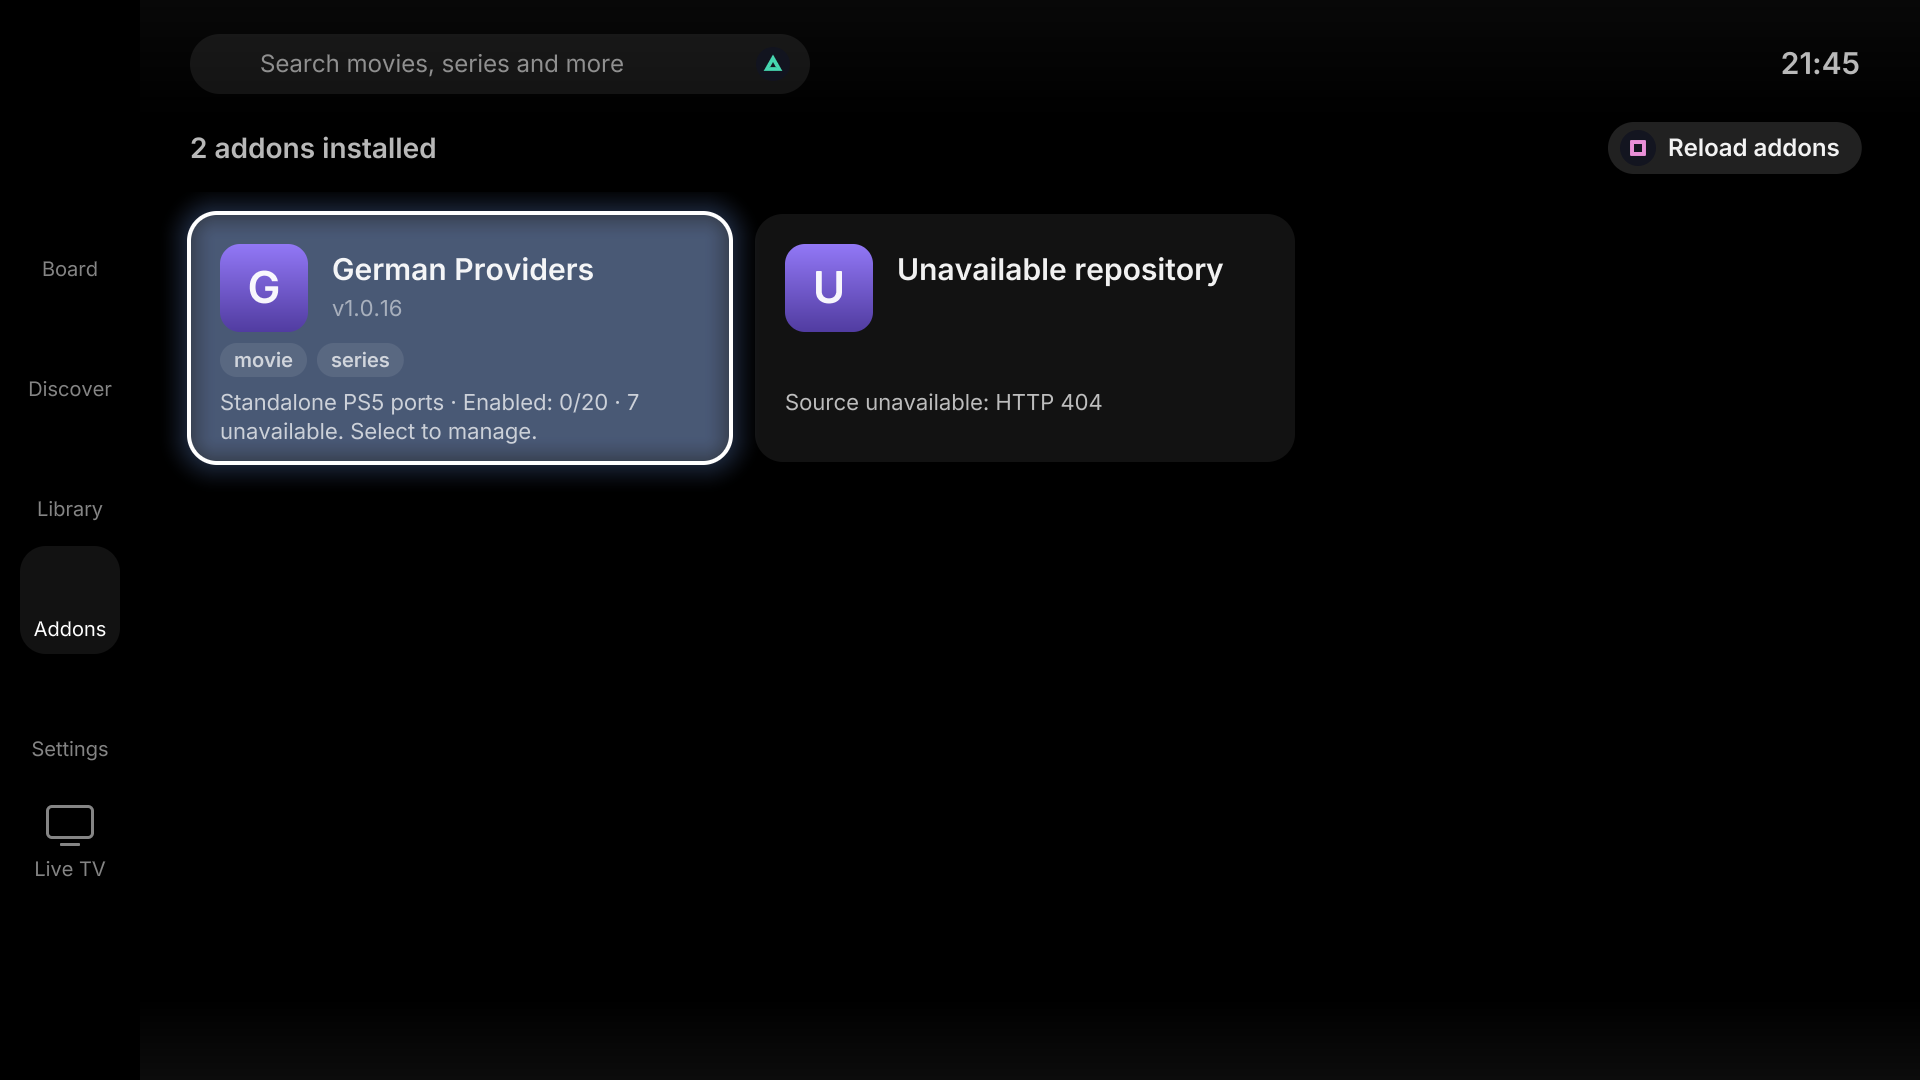 Search movies, series and more
21:45
2 addons installed
Reload addons
Board
Discover
Library
Addons
Settings
Live TV
G
German Providers
v1.0.16
movie
series
Standalone PS5 ports · Enabled: 0/20 · 7
unavailable. Select to manage.
U
Unavailable repository
Source unavailable: HTTP 404